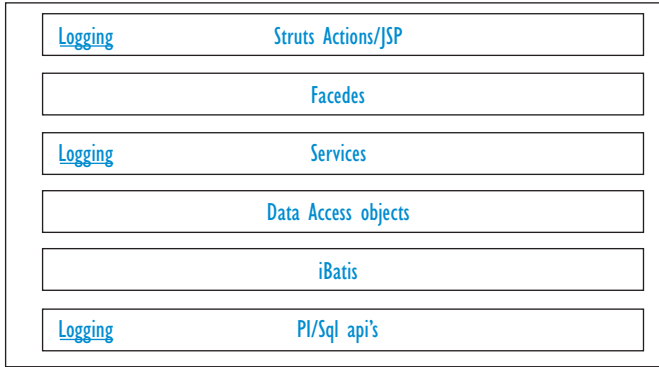 Logging Struts Actions/JSP
Facedes
Logging Services
Data Access objects
iBatis
Logging Pl/Sql api's